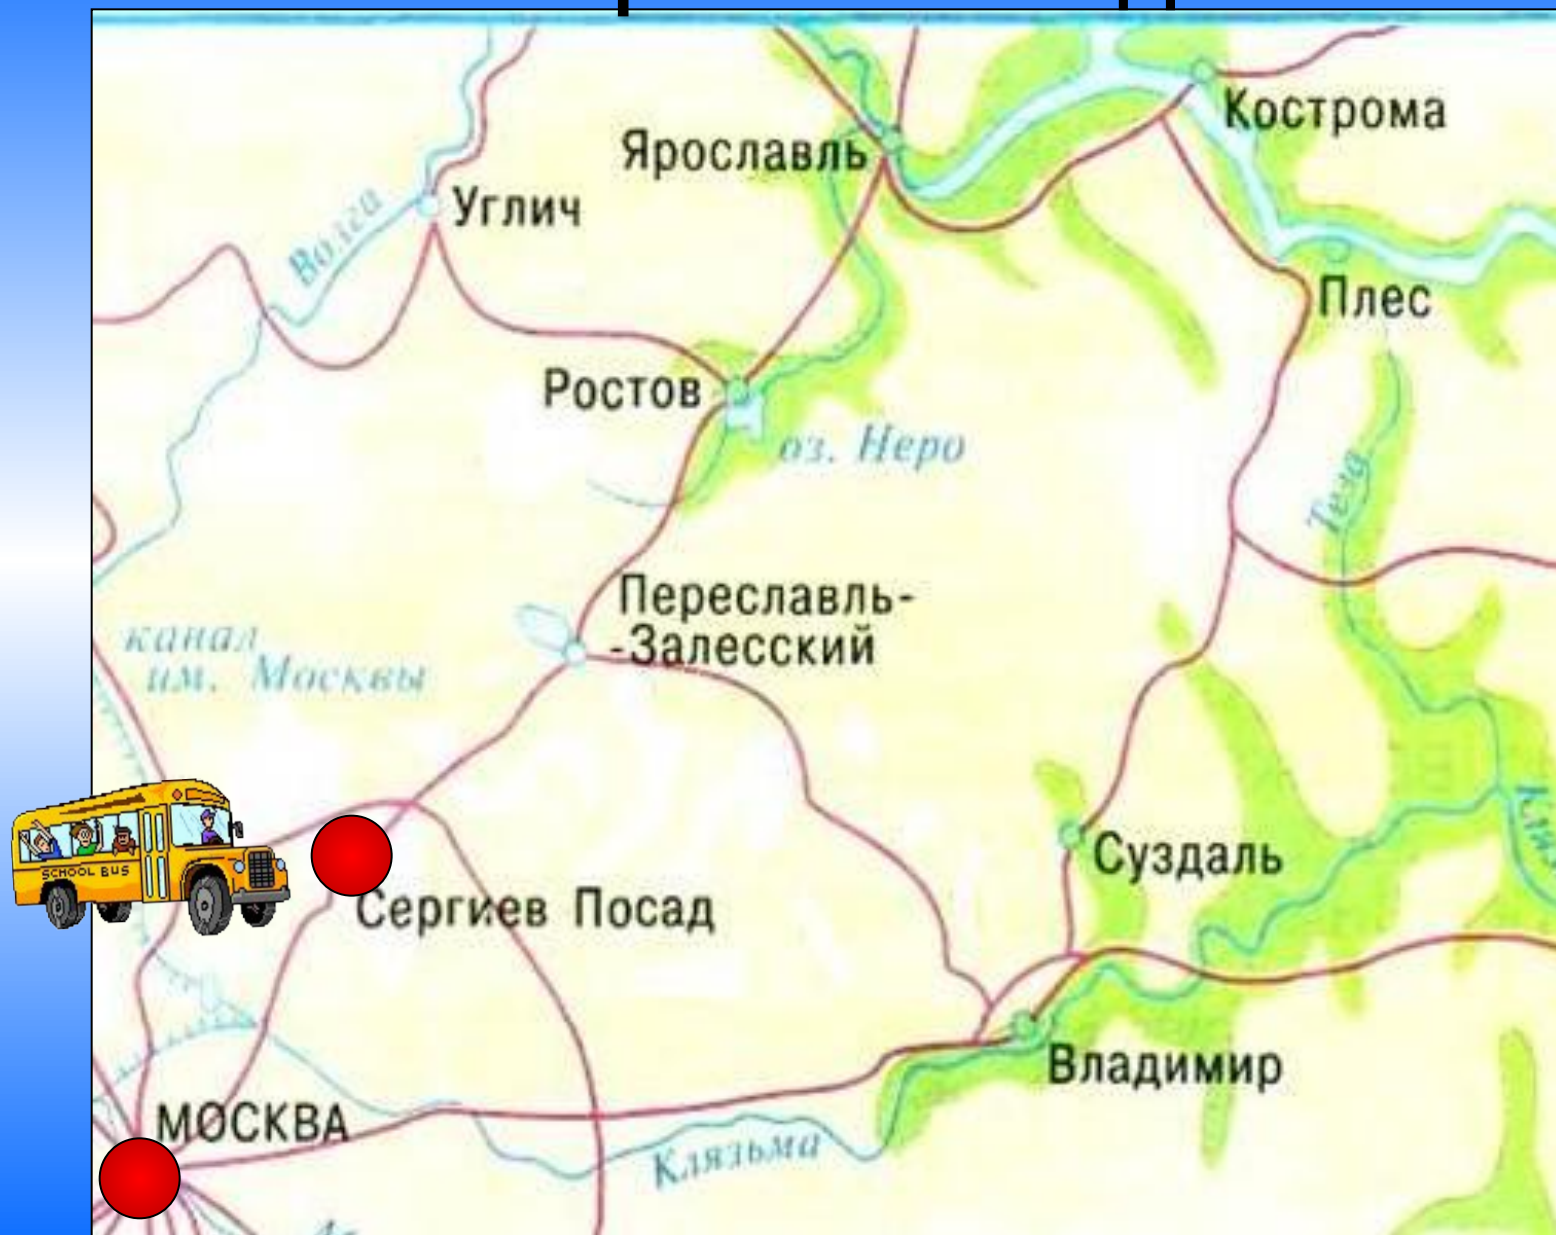 Кострома
Ярославль
Углич
Волга
Плес
Ростов
оз. Неро
Теза
Переславль-
-Залесский
канал
им. Москвы
SCHOOL BUS
Суздаль
Сергиев Посад
Владимир
МОСКВА
Клязьма